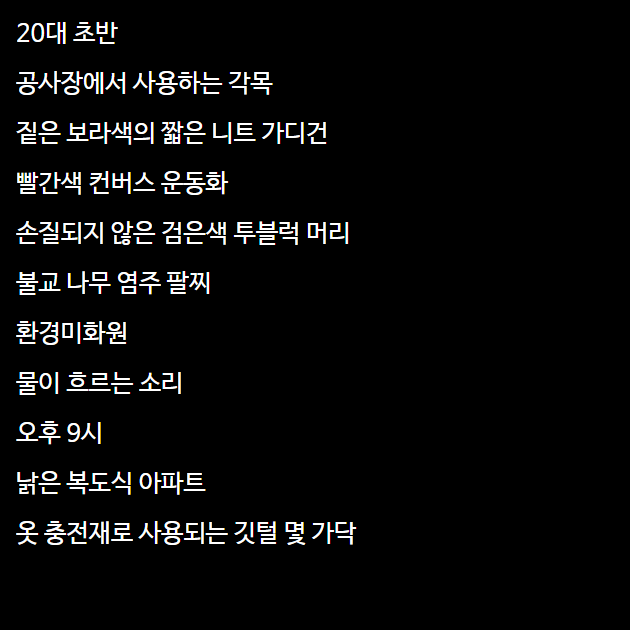 20대 초반
공사장에서 사용하는 각목
짙은 보라색의 짧은 니트 가디건
빨간색 컨버스 운동화
손질되지 않은 검은색 투블럭 머리
불교 나무 염주 팔찌
환경미화원
물이 흐르는 소리
오후 9시
낡은 복도식 아파트
옷 충전재로 사용되는 깃털 몇 가닥